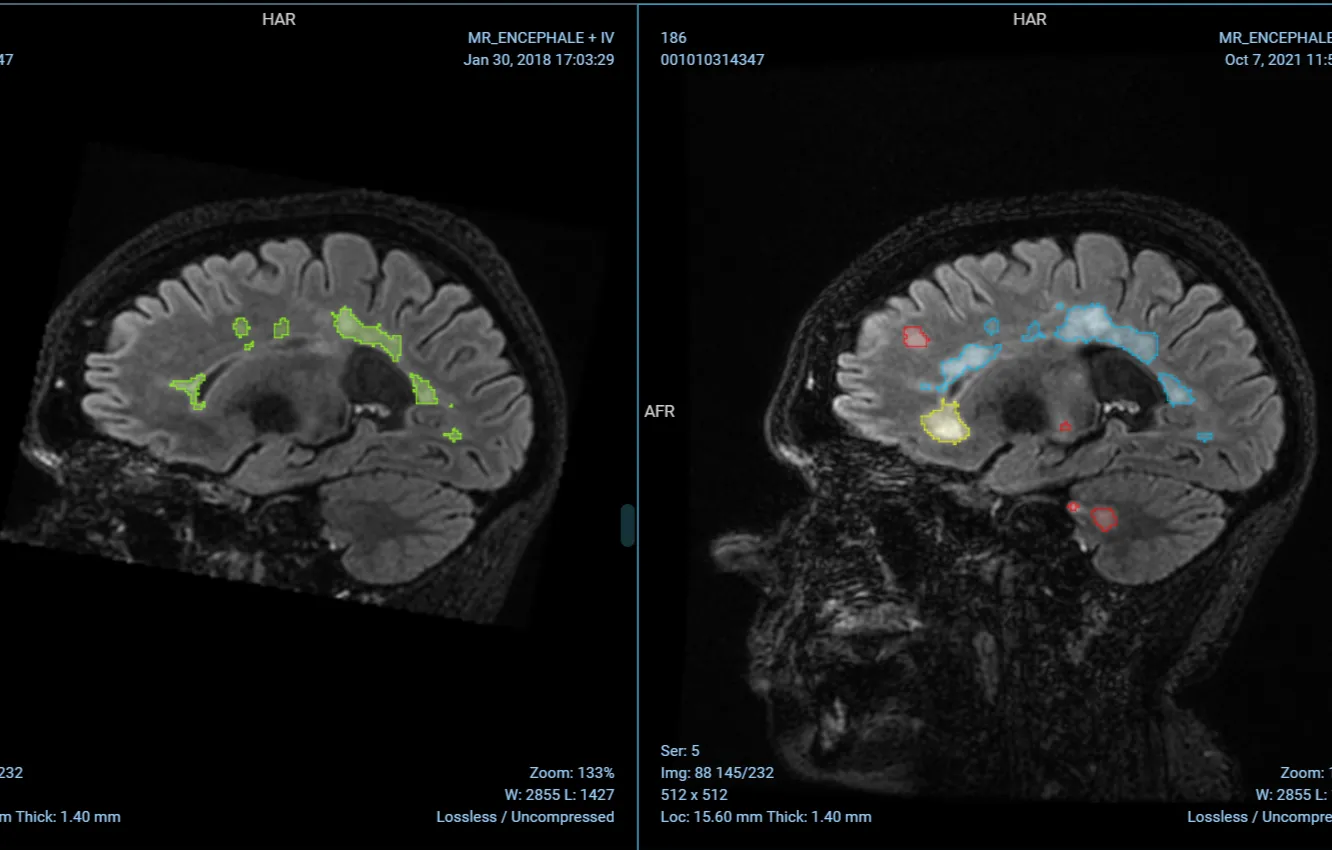 HAR
MR_ENCEPHALE + IV
47
Jan 30, 2018 17:03:29
232
Zoom: 133%
W: 2855 L: 1427
m Thick: 1.40 mm
Lossless / Uncompressed
HAR
186
MR_ENCEPHALE
001010314347
Oct 7, 2021 11:5
AFR
Ser: 5
Img: 88 145/232
Zoom: 1
512 x 512
W: 2855 L:
Loc: 15.60 mm Thick: 1.40 mm
Lossless / Uncompre